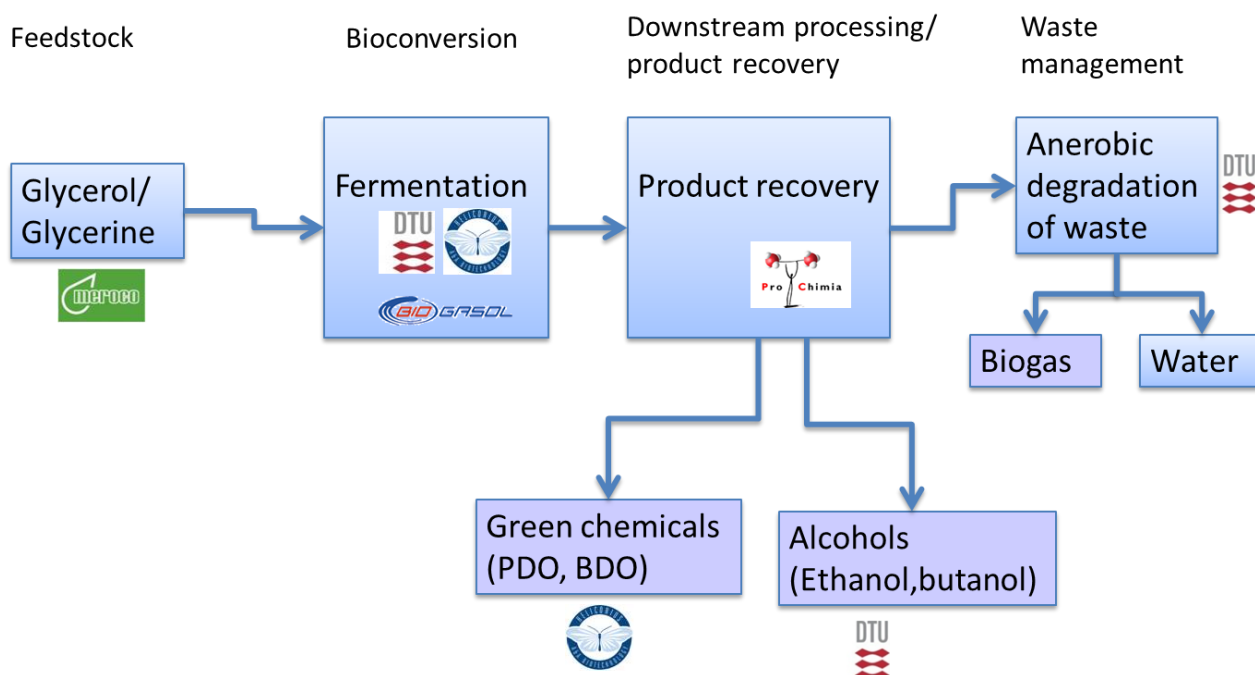 Feedstock
Bioconversion
Downstream processing/
product recovery
Waste
management
Glycerol/
Glycerine
meroco
Fermentation
DTU
BIOGASOL
Product recovery
Pro Chimia
Anerobic
degradation
of waste
DTU
Biogas
Water
Green chemicals
(PDO, BDO)
Alcohols
(Ethanol,butanol)
DTU